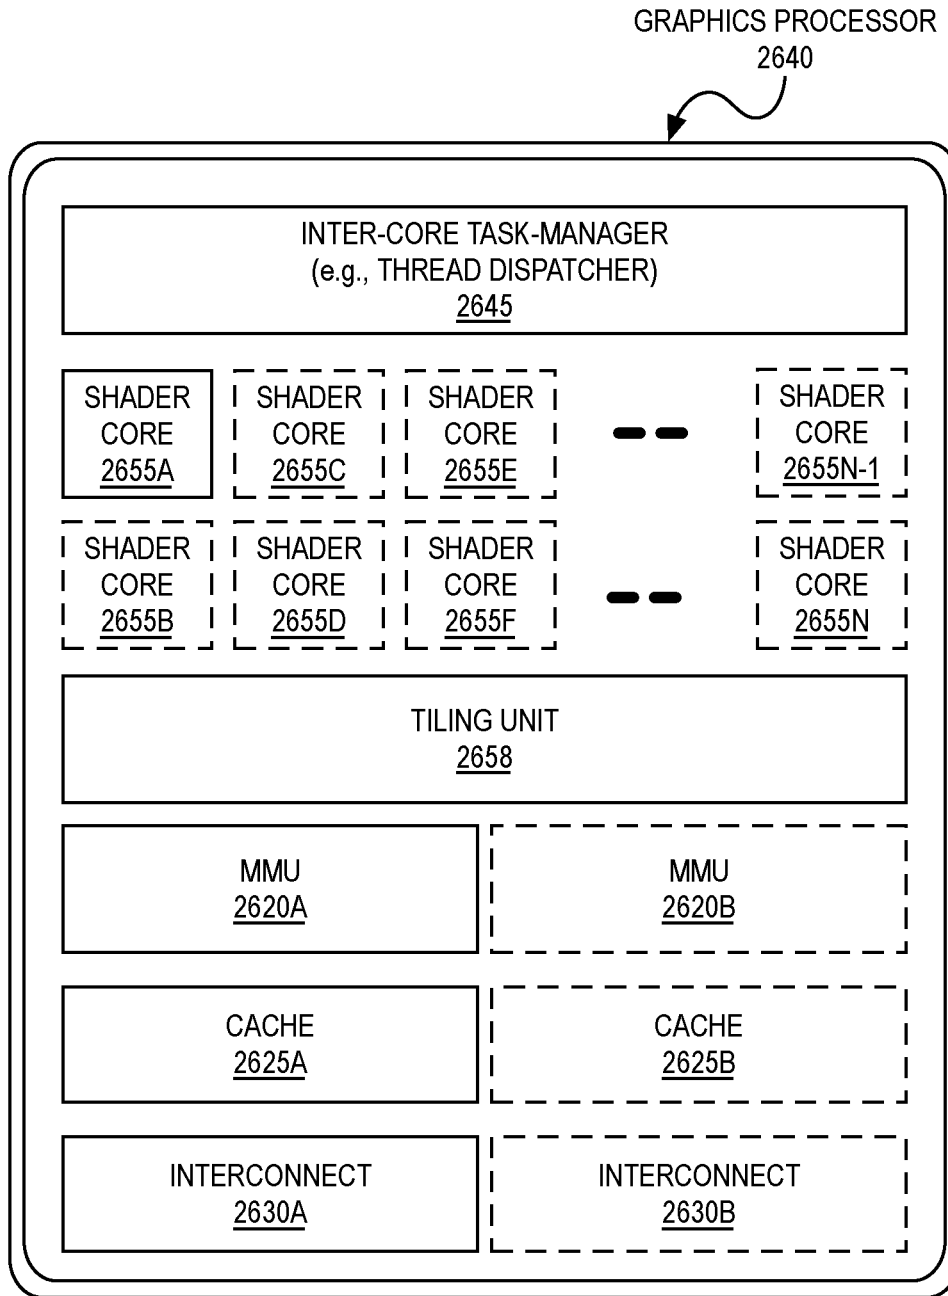 GRAPHICS PROCESSOR
2640
INTER-CORE TASK-MANAGER
(e.g., THREAD DISPATCHER)
2645
SHADER
CORE
2655A
SHADER
CORE
2655C
SHADER
CORE
2655E
SHADER
CORE
2655N-1
SHADER
CORE
2655B
SHADER
CORE
2655D
SHADER
CORE
2655F
SHADER
CORE
2655N
TILING UNIT
2658
MMU
2620A
MMU
2620B
CACHE
2625A
CACHE
2625B
INTERCONNECT
2630A
INTERCONNECT
2630B